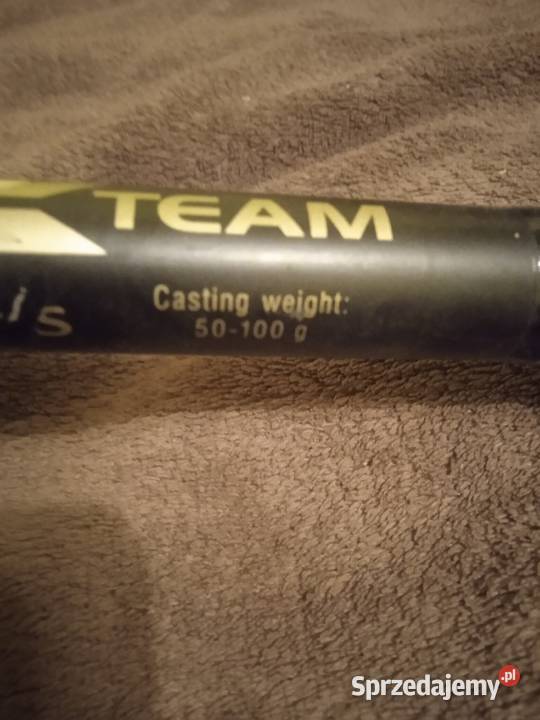 TEAM
Casting weight:
50-100 g
Sprzedajemy.pl